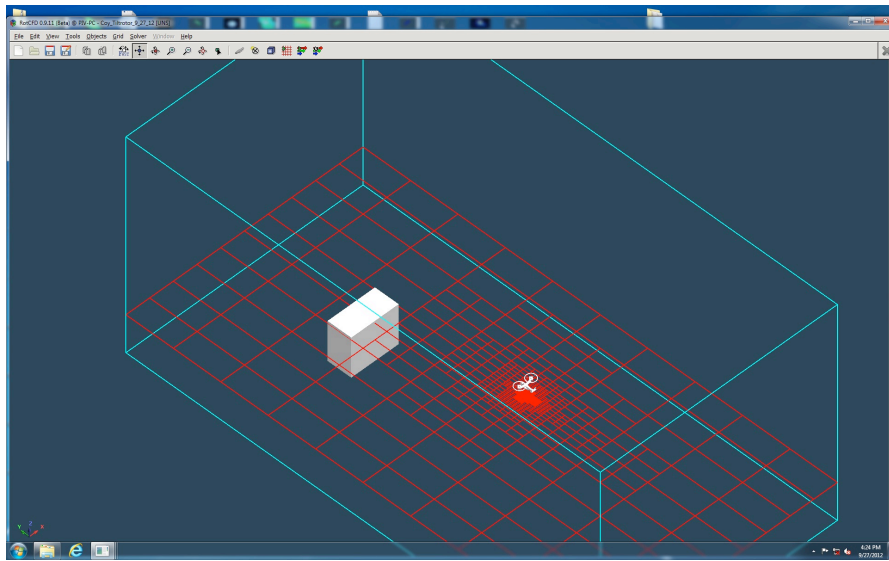 RotCFD 0.9.11 (Beta) @ PIV-PC - Coy_Tiltrotor_9_27_12 [UNS]
File Edit View Tools Objects Grid Solver Window Help
Y Z X
4:24 PM
9/27/2012